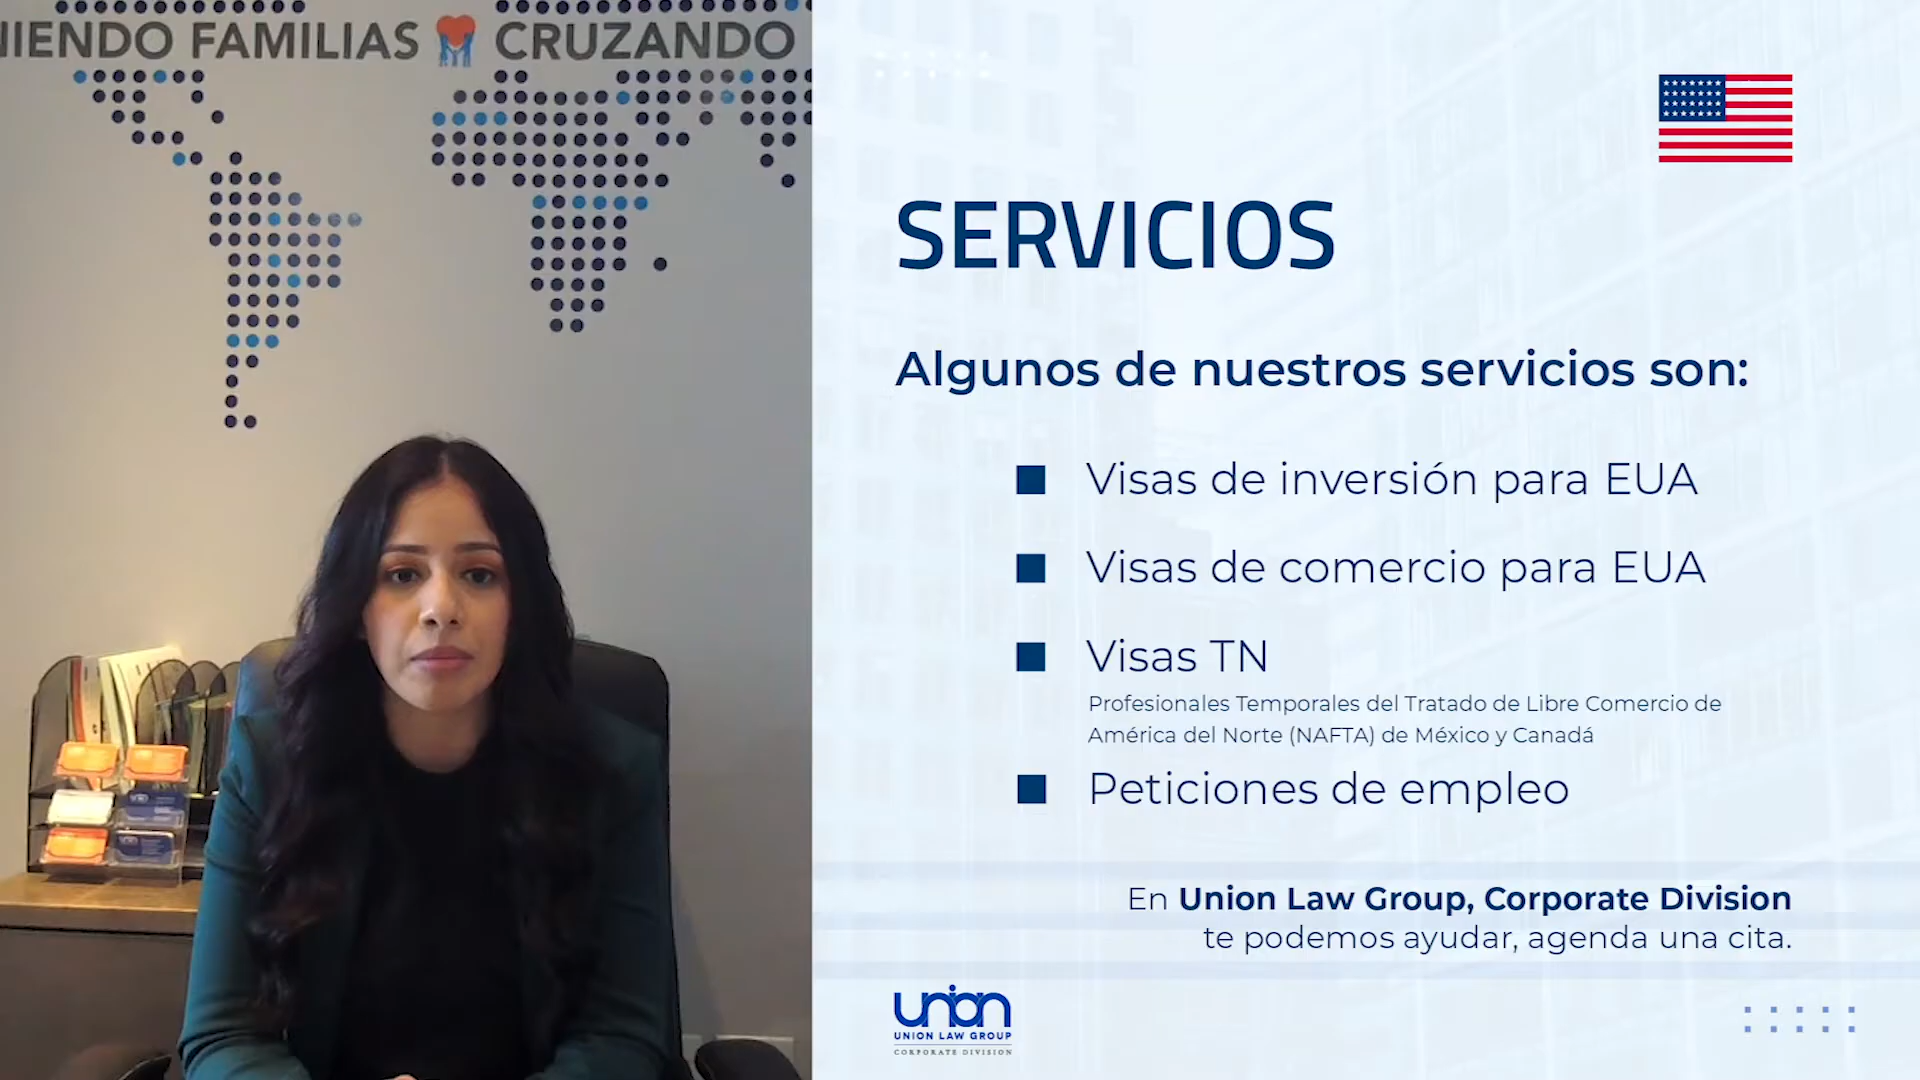 NIENDO FAMILIAS CRUZANDO
SERVICIOS
Algunos de nuestros servicios son:
Visas de inversión para EUA
Visas de comercio para EUA
Visas TN
Profesionales Temporales del Tratado de Libre Comercio de
América del Norte (NAFTA) de México y Canadá
Peticiones de empleo
En Union Law Group, Corporate Division
te podemos ayudar, agenda una cita.
union
UNION LAW GROUP
CORPORATE DIVISION